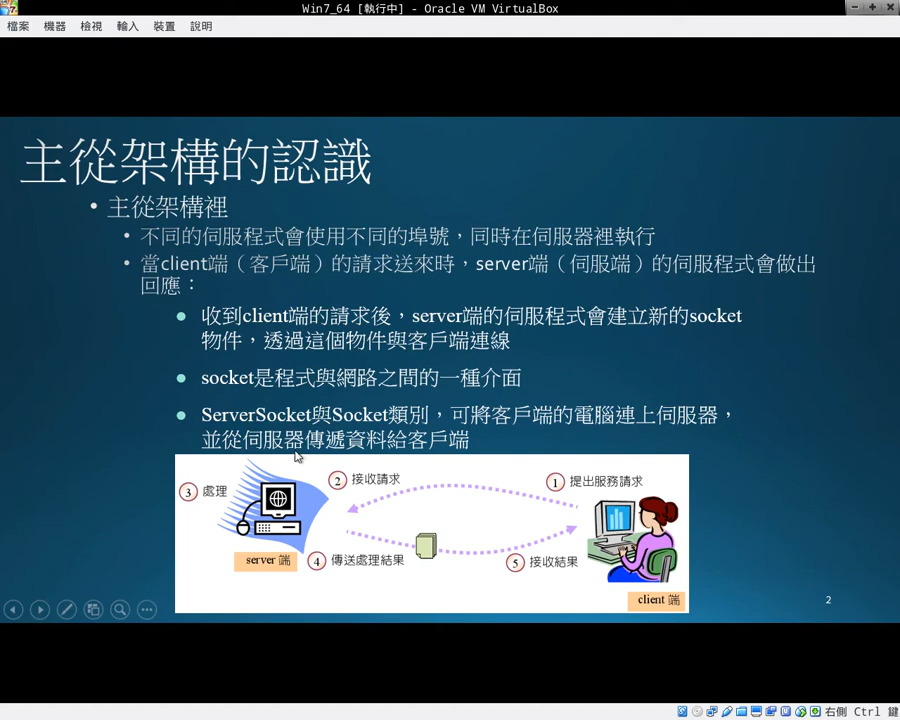 Win7_64 [執行中] - Oracle VM VirtualBox
檔案 機器 檢視 輸入 裝置 說明
主從架構的認識
• 主從架構裡
• 不同的伺服程式會使用不同的埠號，同時在伺服器裡執行
• 當client端（客戶端）的請求送來時，server端（伺服端）的伺服程式會做出
回應：
● 收到client端的請求後，server端的伺服程式會建立新的socket
物件，透過這個物件與客戶端連線
● socket是程式與網路之間的一種介面
● ServerSocket與Socket類別，可將客戶端的電腦連上伺服器，
並從伺服器傳遞資料給客戶端
3 處理
2 接收請求
1 提出服務請求
server 端
4 傳送處理結果
5 接收結果
client 端
2
右側 Ctrl 鍵